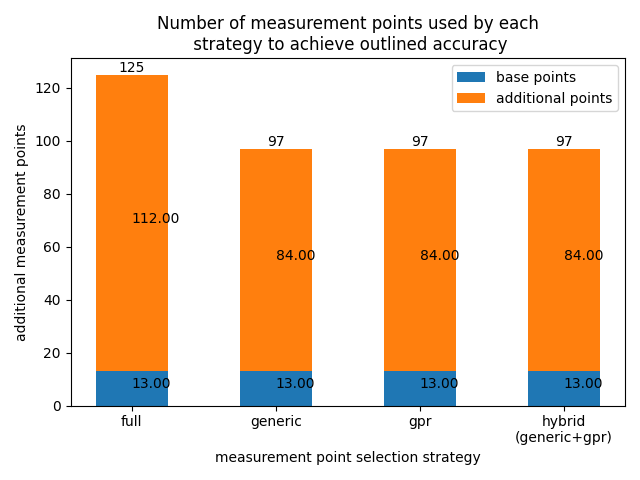 Number of measurement points used by each
strategy to achieve outlined accuracy
additional measurement points
120
100
80
60
40
20
0
base points
additional points
125
97
97
97
112.00
84.00
84.00
84.00
13.00
13.00
13.00
13.00
full
generic
gpr
hybrid
(generic+gpr)
measurement point selection strategy